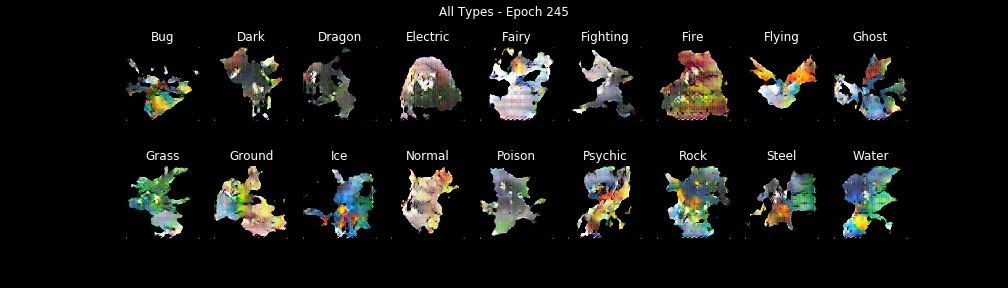 All Types - Epoch 245
Bug Dark Dragon Electric Fairy Fighting Fire Flying Ghost
Grass Ground Ice Normal Poison Psychic Rock Steel Water